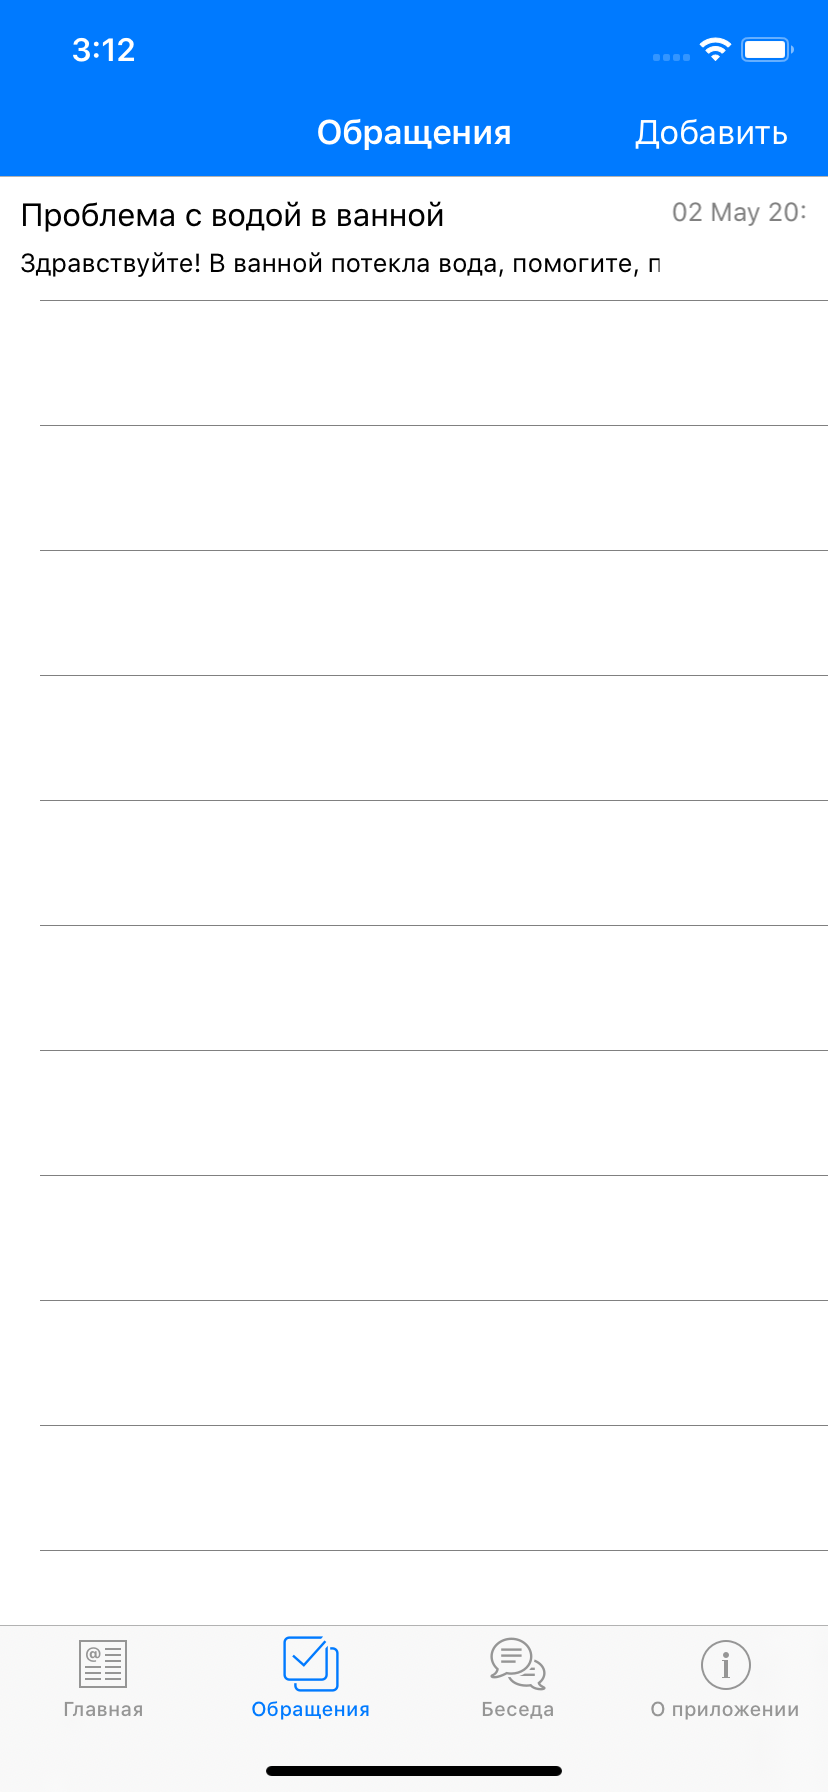 3:12
Обращения
Добавить
Проблема с водой в ванной
02 May 20:
Здравствуйте! В ванной потекла вода, помогите, п
Главная
Обращения
Беседа
О приложении